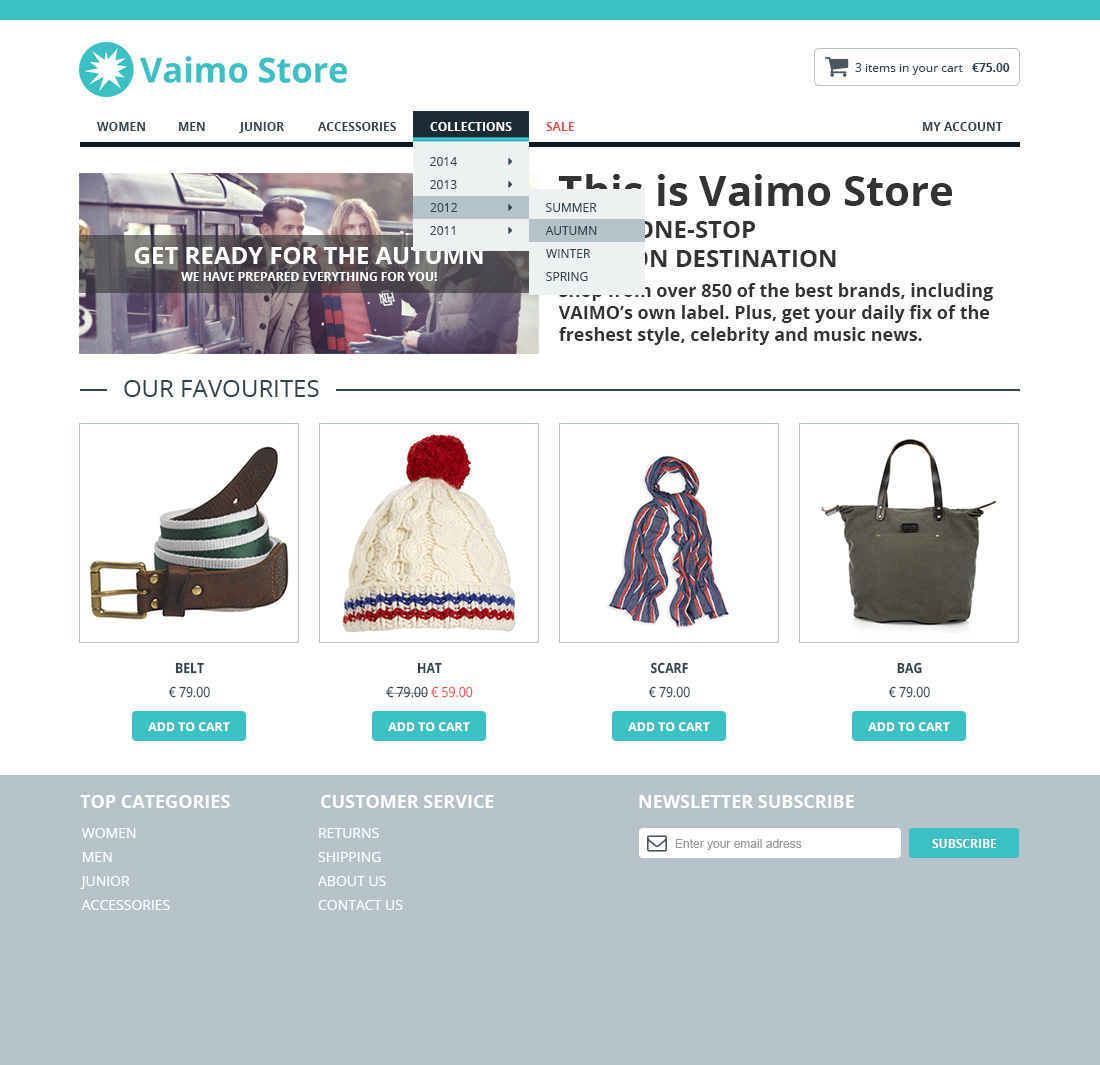 Vaimo Store
3 items in your cart €75.00
WOMEN MEN JUNIOR ACCESSORIES COLLECTIONS SALE MY ACCOUNT
2014
2013
2012
2011
SUMMER
AUTUMN
WINTER
SPRING
GET READY FOR THE AUTUMN
WE HAVE PREPARED EVERYTHING FOR YOU!
NH
This is Vaimo Store
ONE-STOP
DESTINATION
Shop from over 850 of the best brands, including
VAIMO’s own label. Plus, get your daily fix of the
freshest style, celebrity and music news.
OUR FAVOURITES
BELT
€ 79.00
ADD TO CART
HAT
€ 79.00 € 59.00
ADD TO CART
SCARF
€ 79.00
ADD TO CART
BAG
€ 79.00
ADD TO CART
TOP CATEGORIES
WOMEN
MEN
JUNIOR
ACCESSORIES
CUSTOMER SERVICE
RETURNS
SHIPPING
ABOUT US
CONTACT US
NEWSLETTER SUBSCRIBE
Enter your email adress
SUBSCRIBE